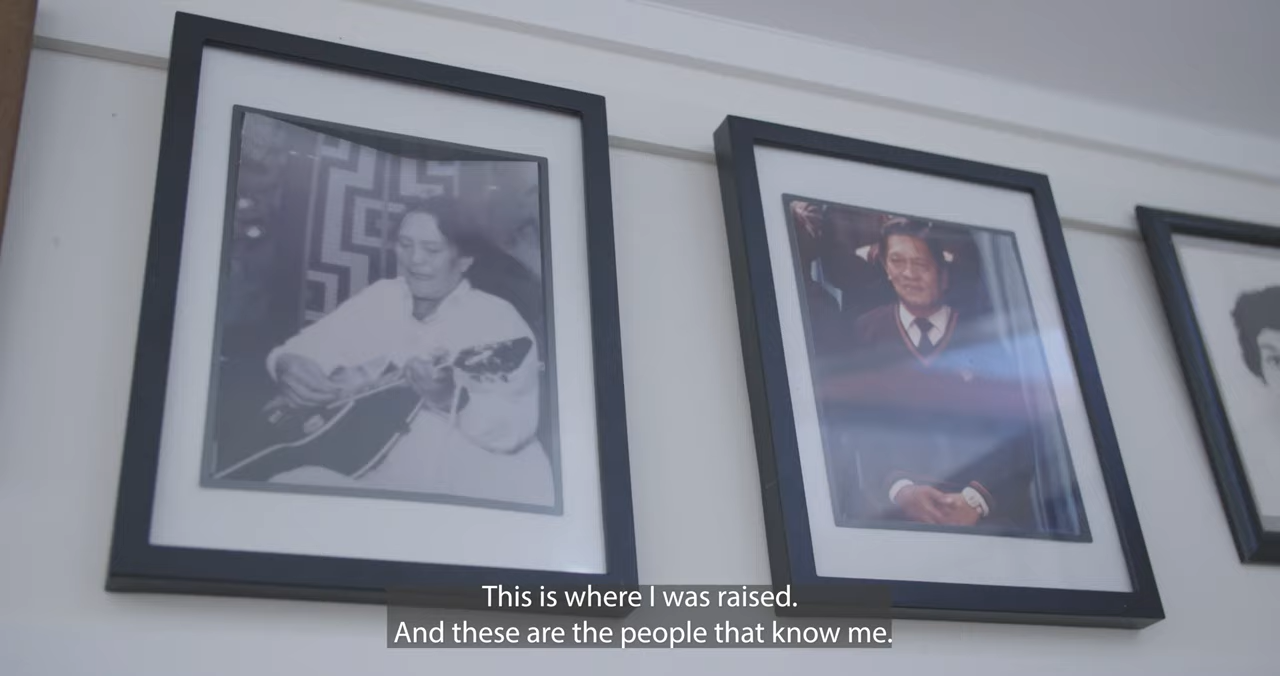 This is where I was raised.
And these are the people that know me.